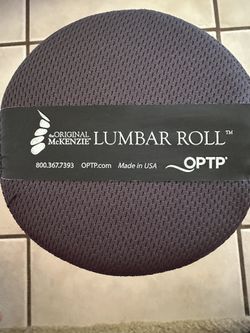 the ORIGINAL
McKENZIE® LUMBAR ROLL™
800.367.7393 OPTP.com Made in USA OPTP®